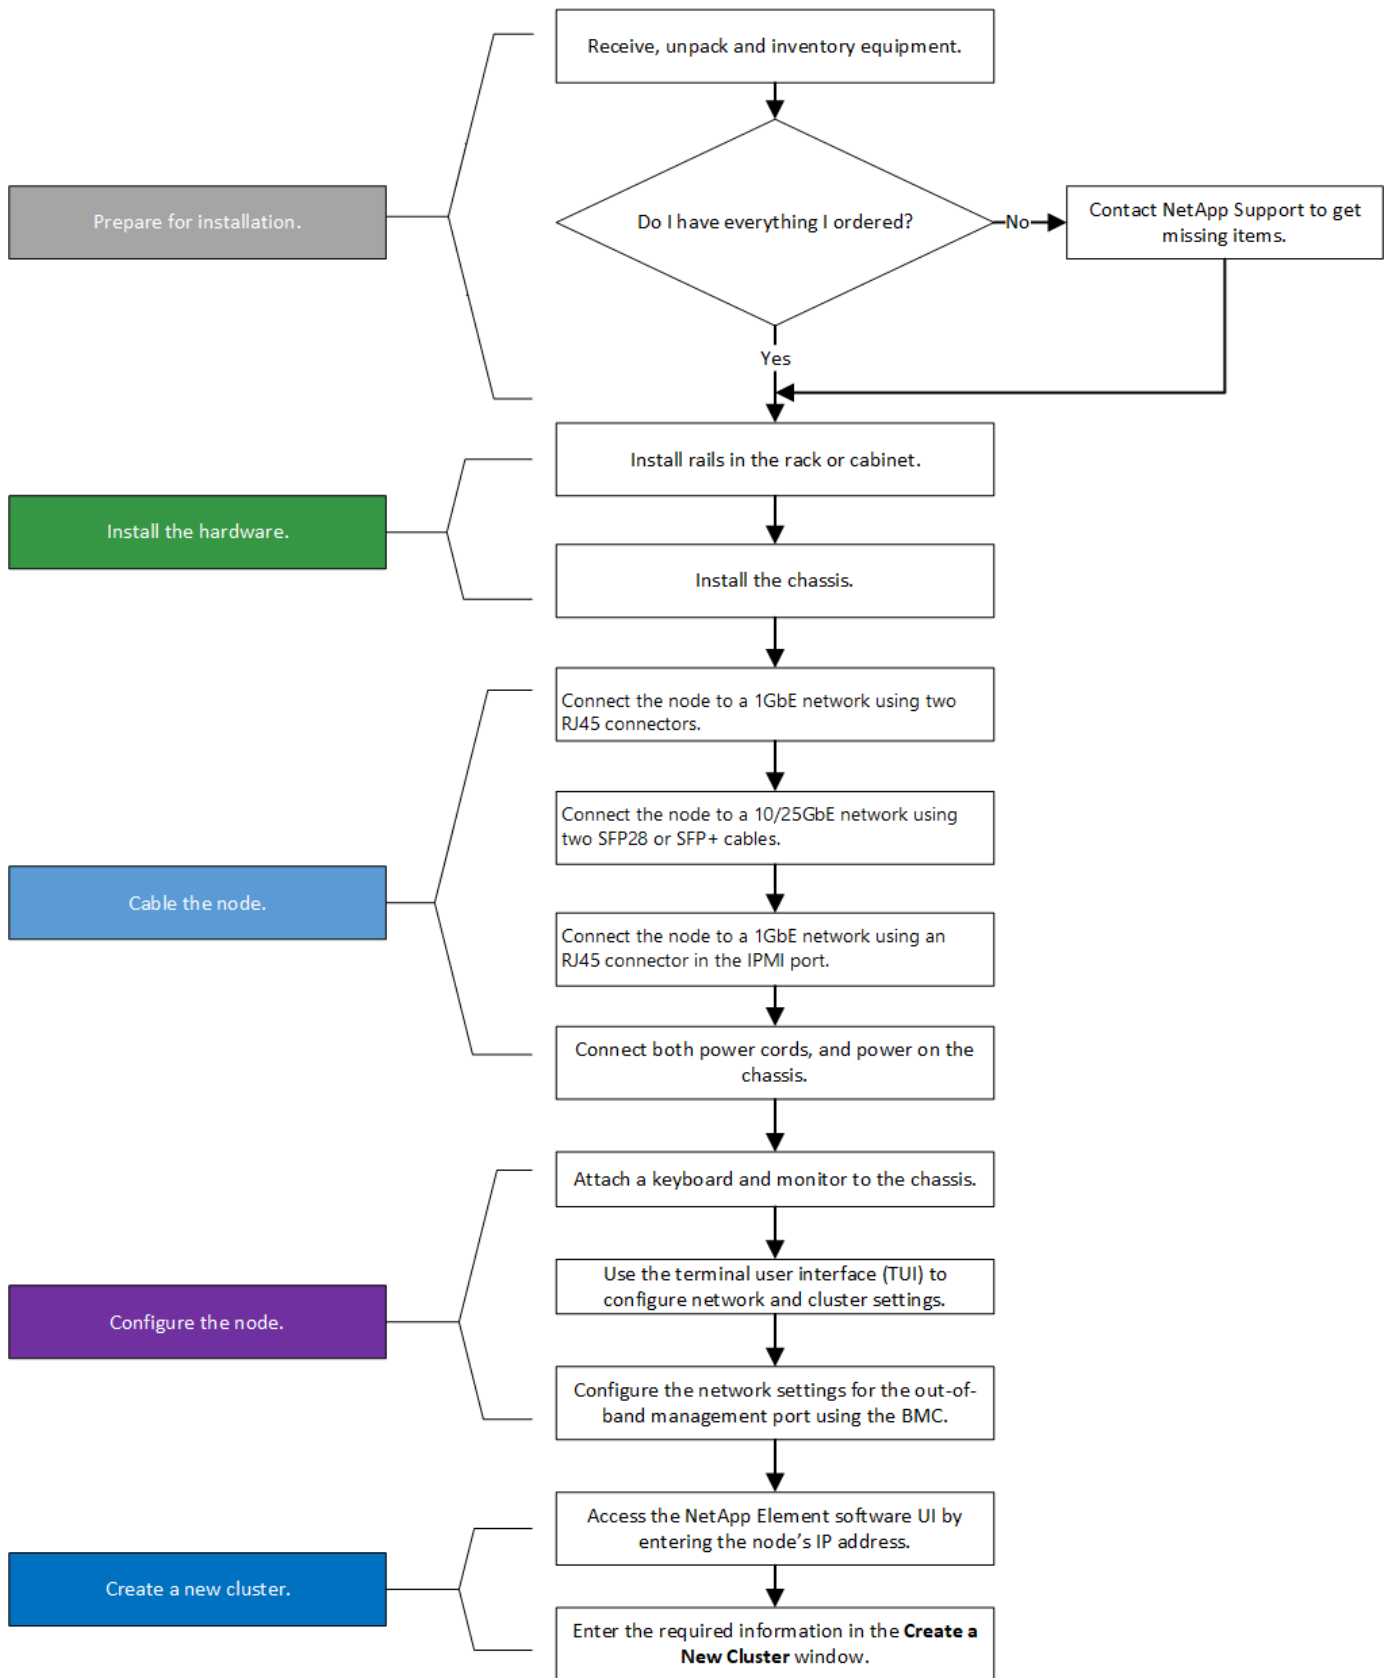 Receive, unpack and inventory equipment.
Prepare for installation.
Do I have everything I ordered?
No
Contact NetApp Support to get
missing items.
Yes
Install rails in the rack or cabinet.
Install the hardware.
Install the chassis.
Connect the node to a 1GbE network using two
RJ45 connectors.
Connect the node to a 10/25GbE network using
two SFP28 or SFP+ cables.
Cable the node.
Connect the node to a 1GbE network using an
RJ45 connector in the IPMI port.
Connect both power cords, and power on the
chassis.
Attach a keyboard and monitor to the chassis.
Use the terminal user interface (TUI) to
configure network and cluster settings.
Configure the node.
Configure the network settings for the out-of-
band management port using the BMC.
Access the NetApp Element software UI by
entering the node’s IP address.
Create a new cluster.
Enter the required information in the Create a
New Cluster window.